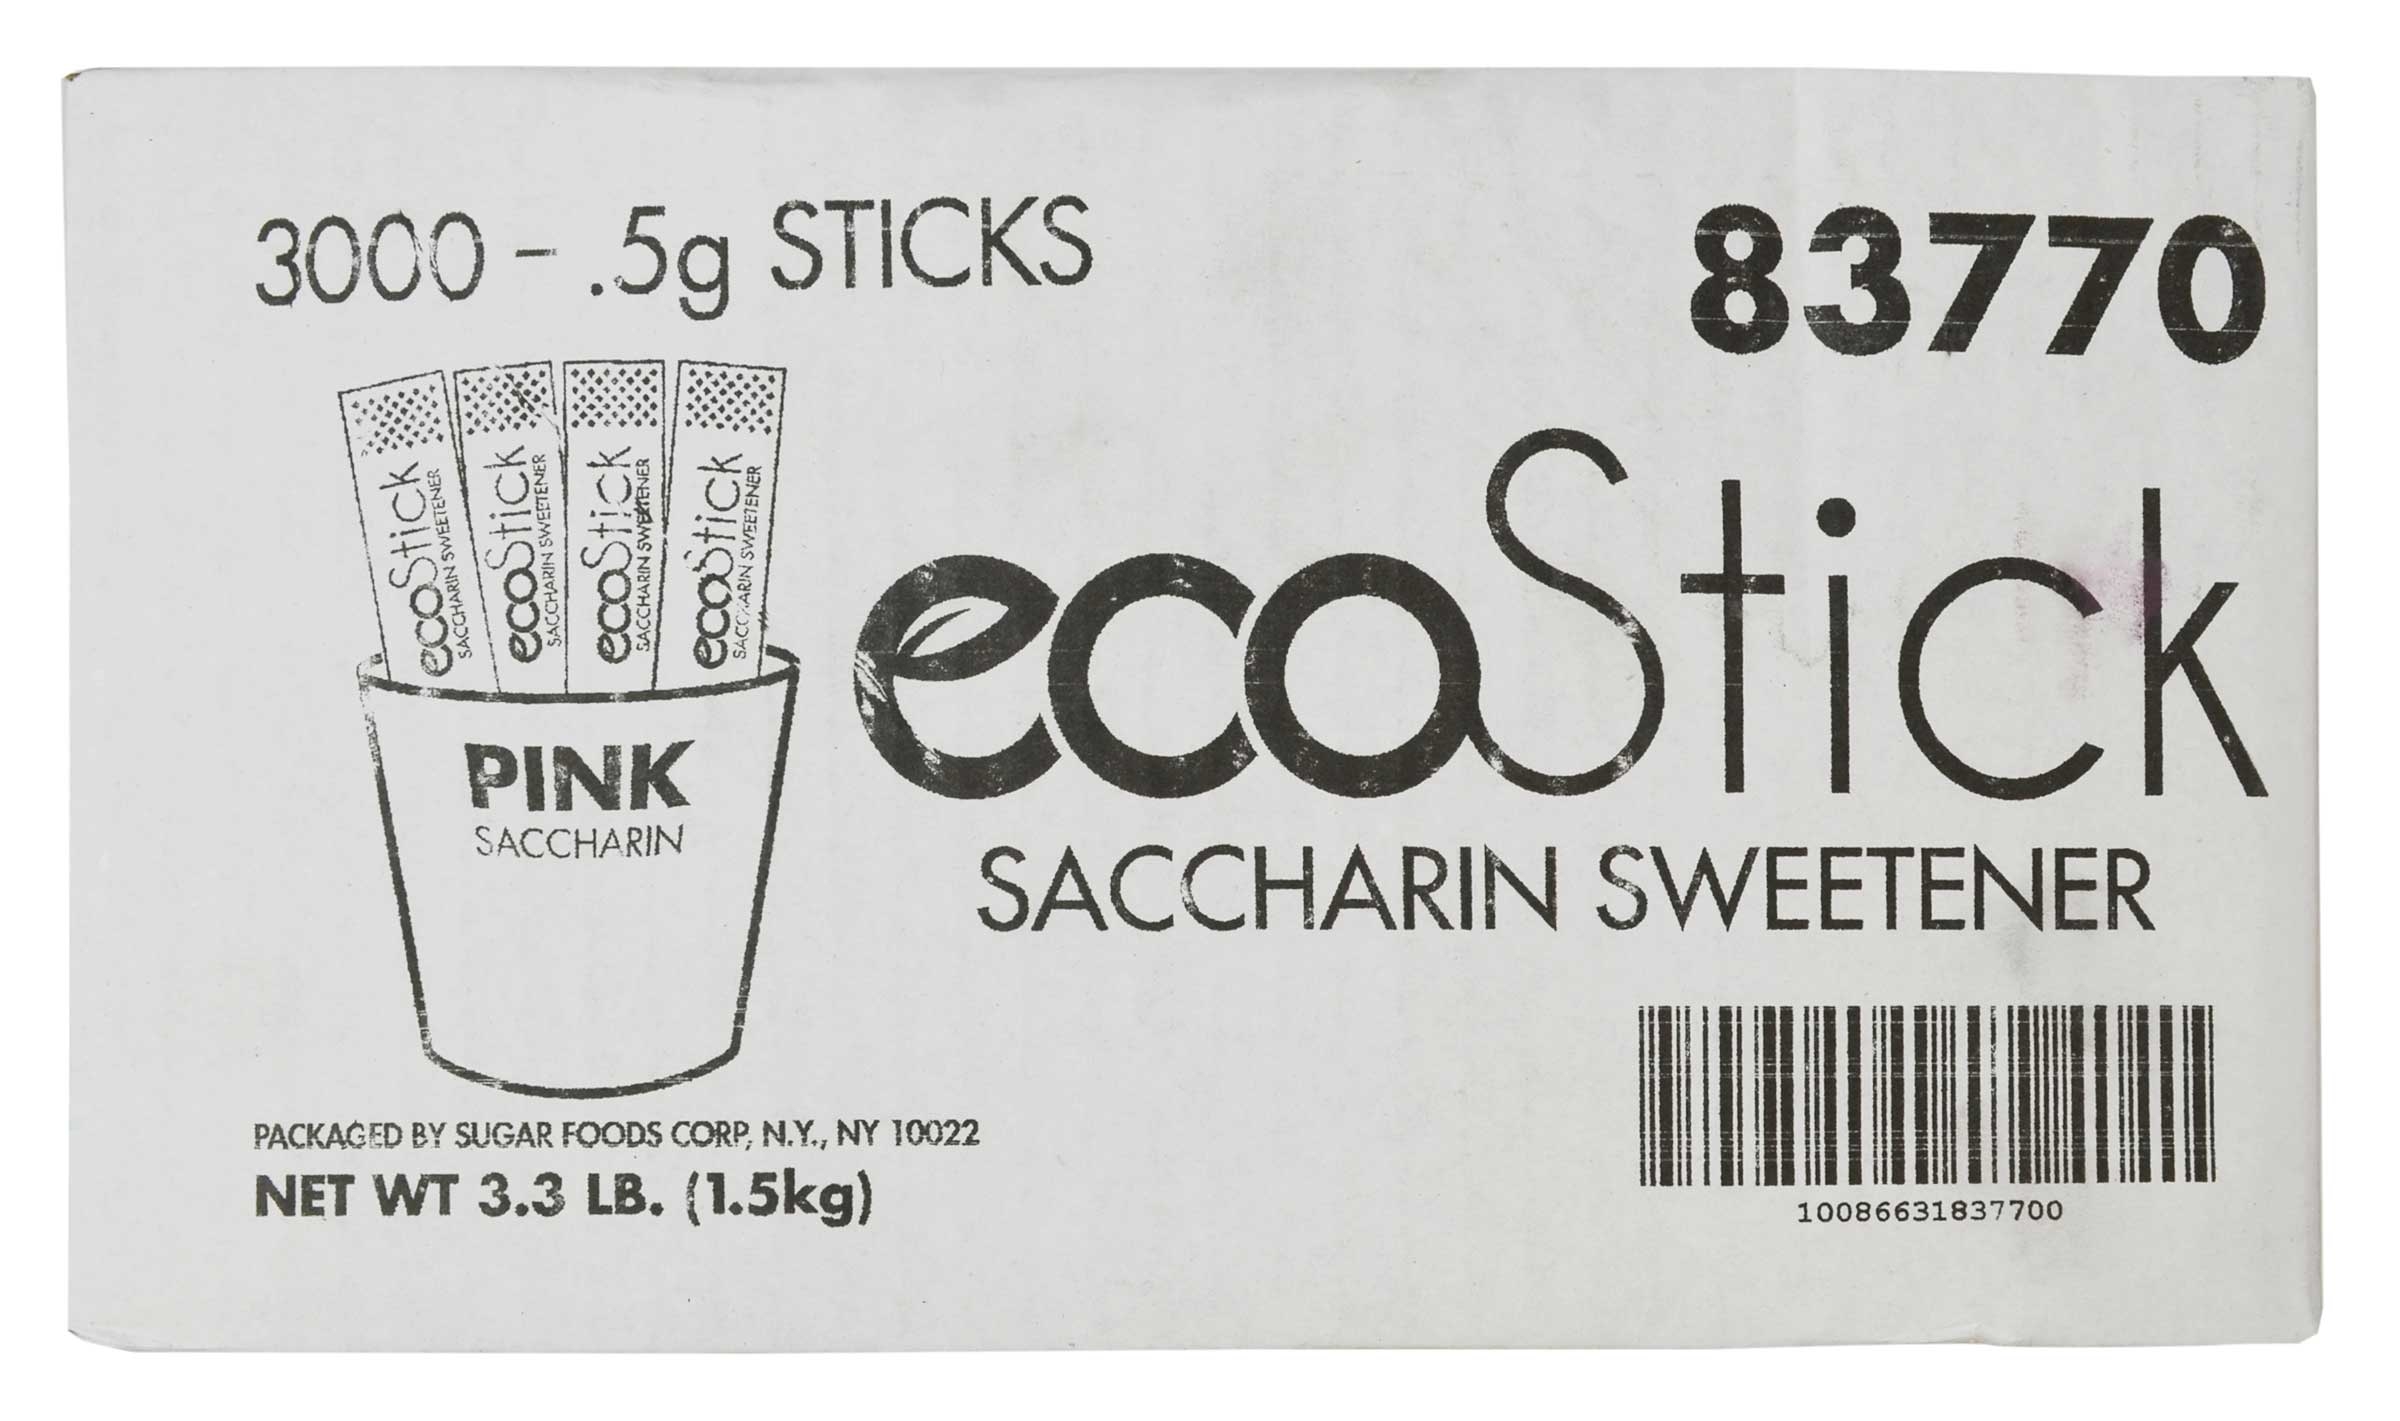 3000 - .5g STICKS
83770
ecoStick
SACCHARIN SWEETENER
ecoStick
SACCHARIN SWEETENER
ecoStick
SACCHARIN SWEETENER
ecoStick
SACCHARIN SWEETENER
ecoStick
SACCHARIN SWEETENER
PINK
SACCHARIN
PACKAGED BY SUGAR FOODS CORP, N.Y., NY 10022
NET WT 3.3 LB. (1.5kg)
10086631837700